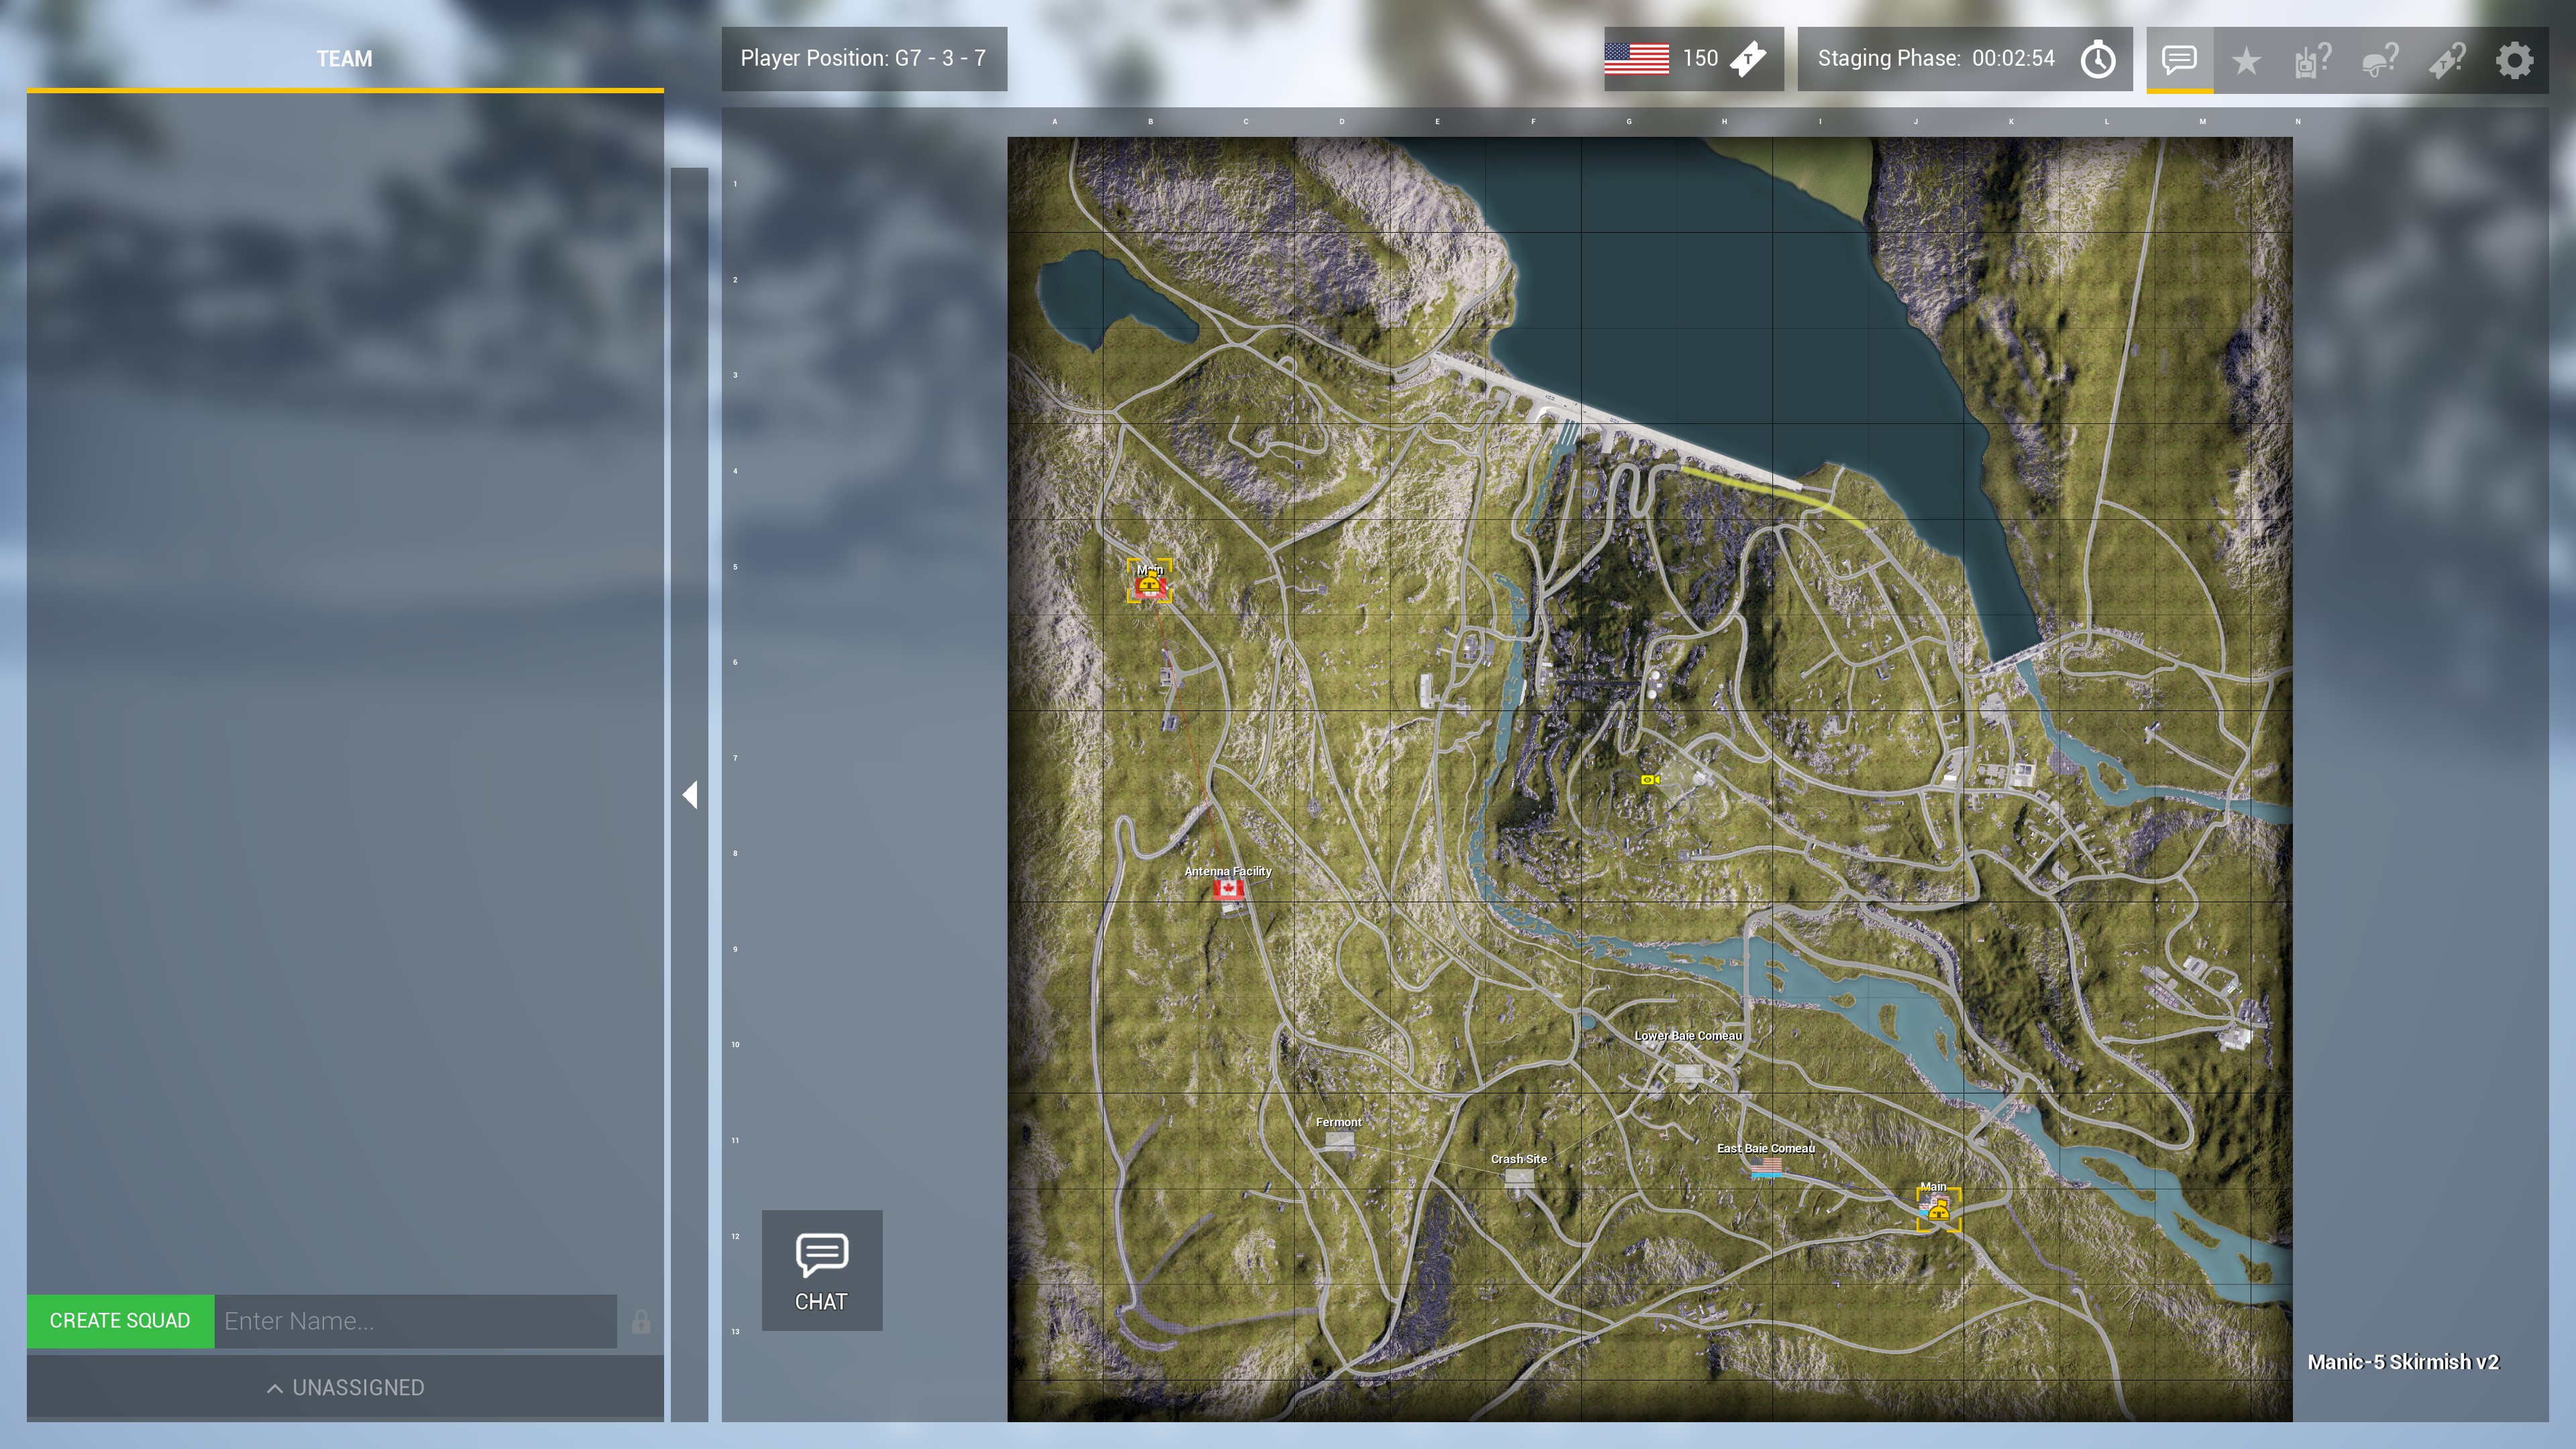 TEAM
Player Position: G7 - 3 - 7
150
T
Staging Phase: 00:02:54
? ? ?
A B C D E F G H I J K L M N
1
2
3
4
5
Main
6
7
8
Antenna Facility
9
10
Lower Baie Comeau
11
Fermont
East Baie Comeau
Crash Site
Main
12
CHAT
CREATE SQUAD
Enter Name...
13
Manic-5 Skirmish v2
UNASSIGNED